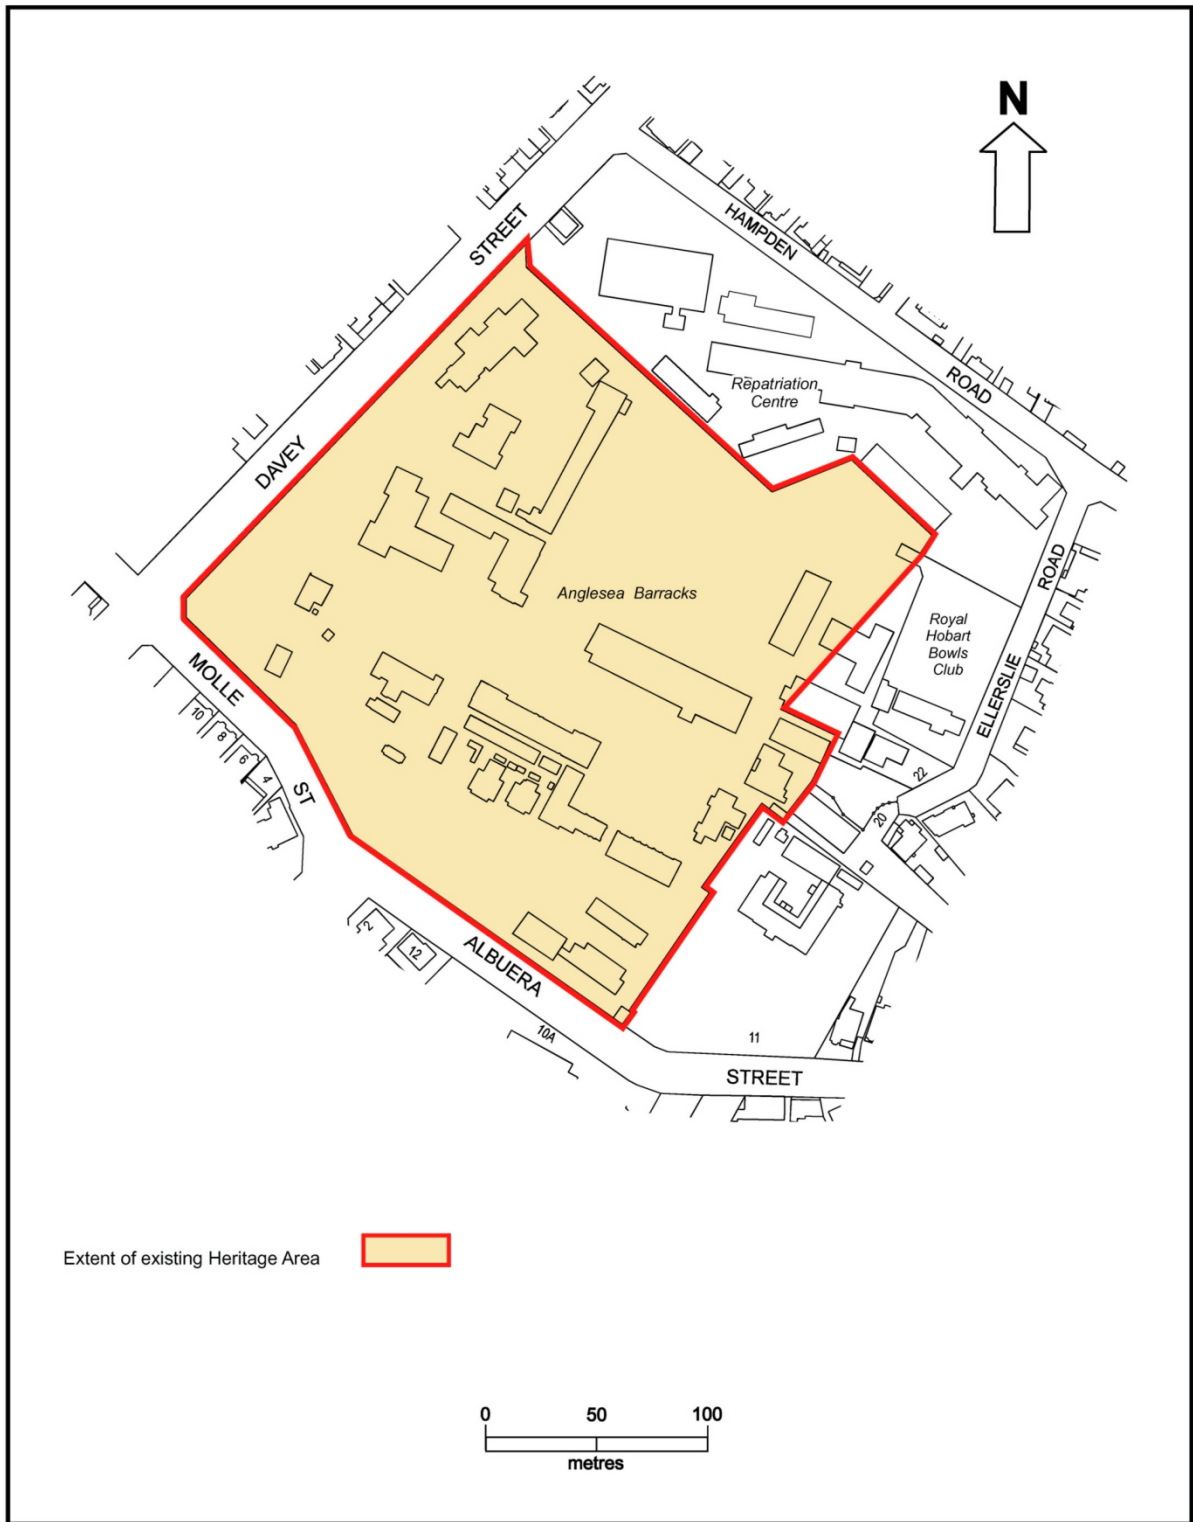 N
HAMPDEN
ROAD
STREET
DAVEY
Repatriation
Centre
Anglesea Barracks
Royal
Hobart
Bowls
Club
ROAD
ELLERSLIE
MOLLE
ST
10
8
6
4
2
12
ALBUERA
10A
11
STREET
22
20
Extent of existing Heritage Area
0 50 100
metres